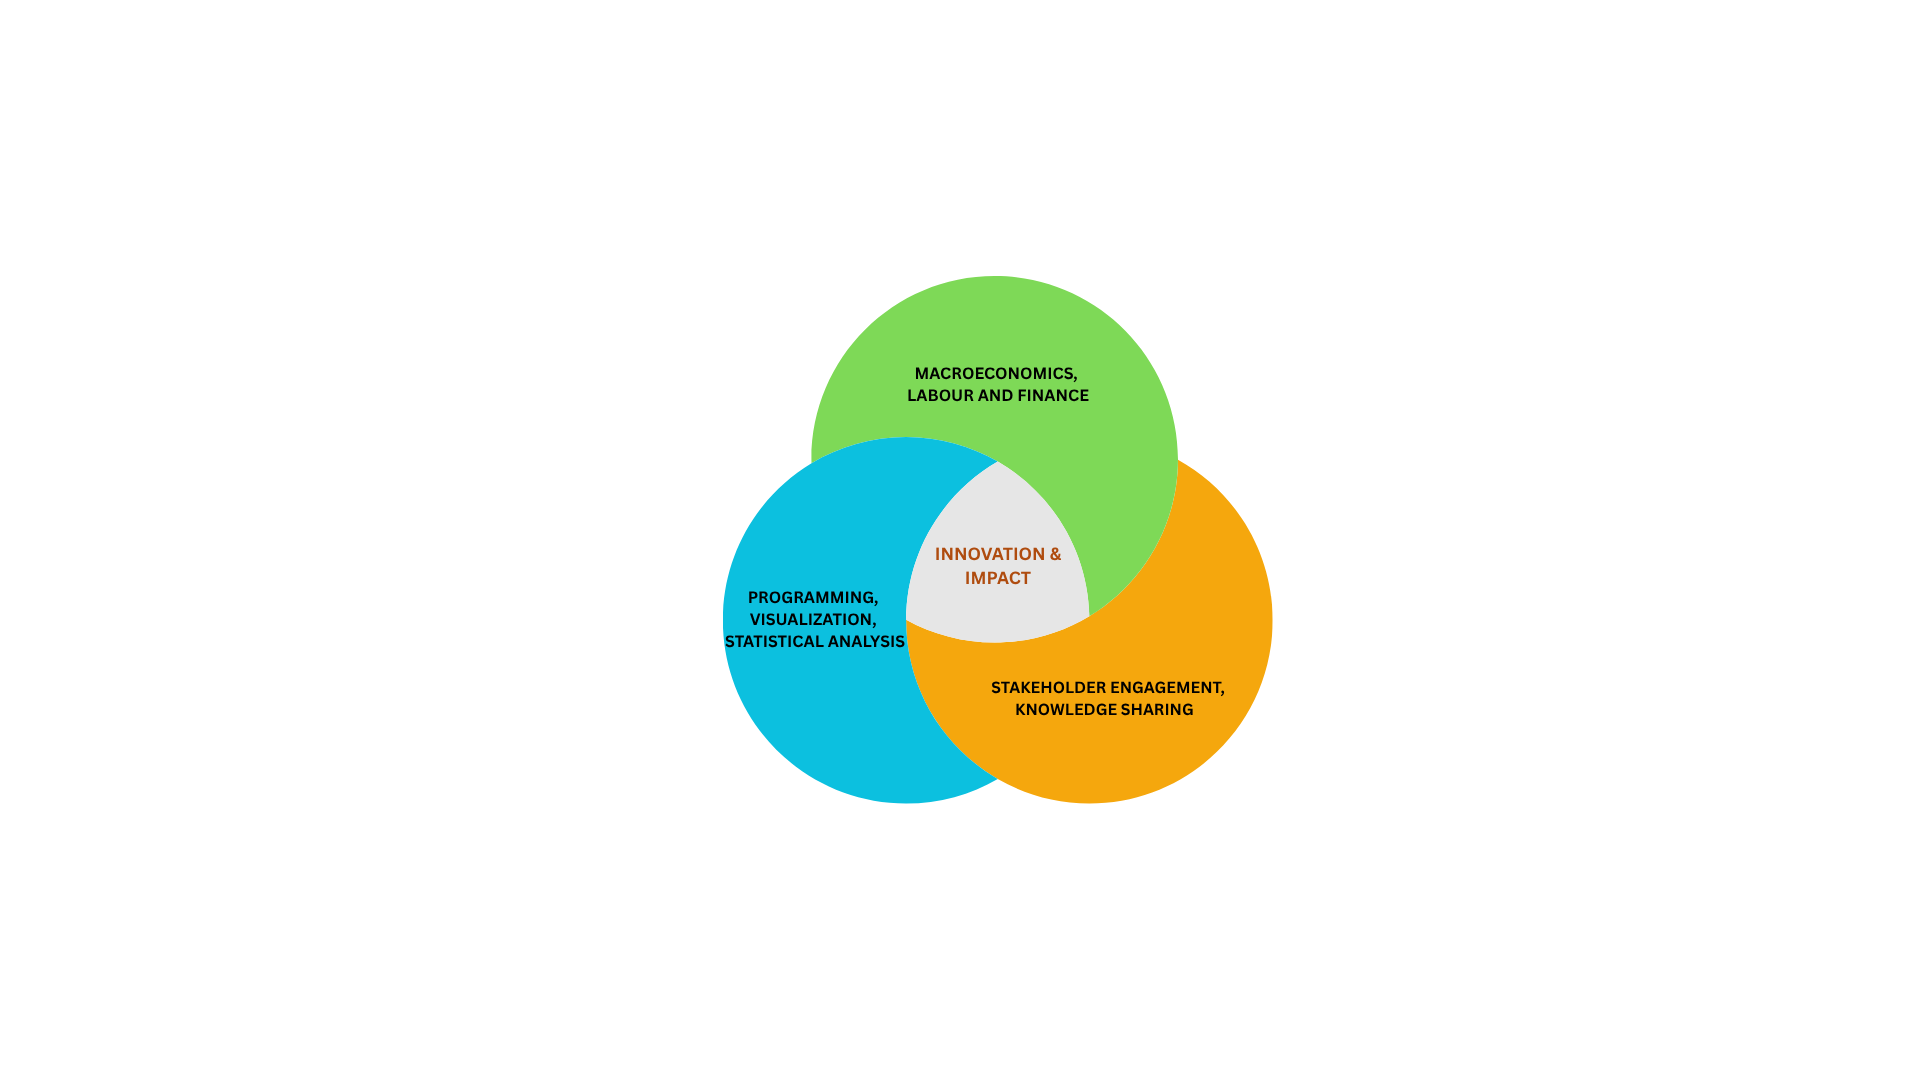 MACROECONOMICS,
LABOUR AND FINANCE
INNOVATION &
IMPACT
PROGRAMMING,
VISUALIZATION,
STATISTICAL ANALYSIS
STAKEHOLDER ENGAGEMENT,
KNOWLEDGE SHARING